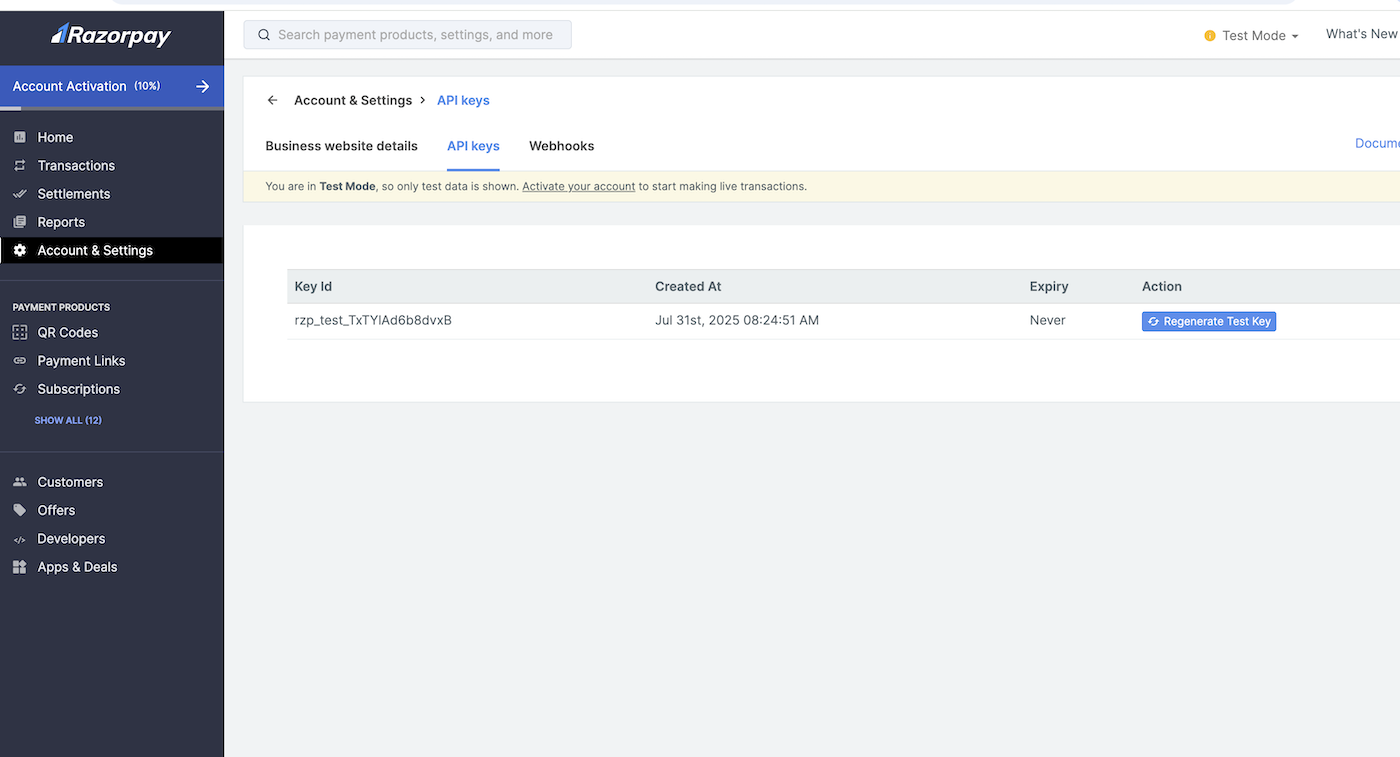 Razorpay
Search payment products, settings, and more
Test Mode
What's New
Account Activation (10%)
Account & Settings > API keys
Business website details API keys Webhooks
Docume
You are in Test Mode, so only test data is shown. Activate your account to start making live transactions.
Home
Transactions
Settlements
Reports
Account & Settings
PAYMENT PRODUCTS
QR Codes
Payment Links
Subscriptions
SHOW ALL (12)
Customers
Offers
Developers
Apps & Deals
Key Id Created At Expiry Action
rzp_test_TxTYlAd6b8dvxB Jul 31st, 2025 08:24:51 AM Never Regenerate Test Key